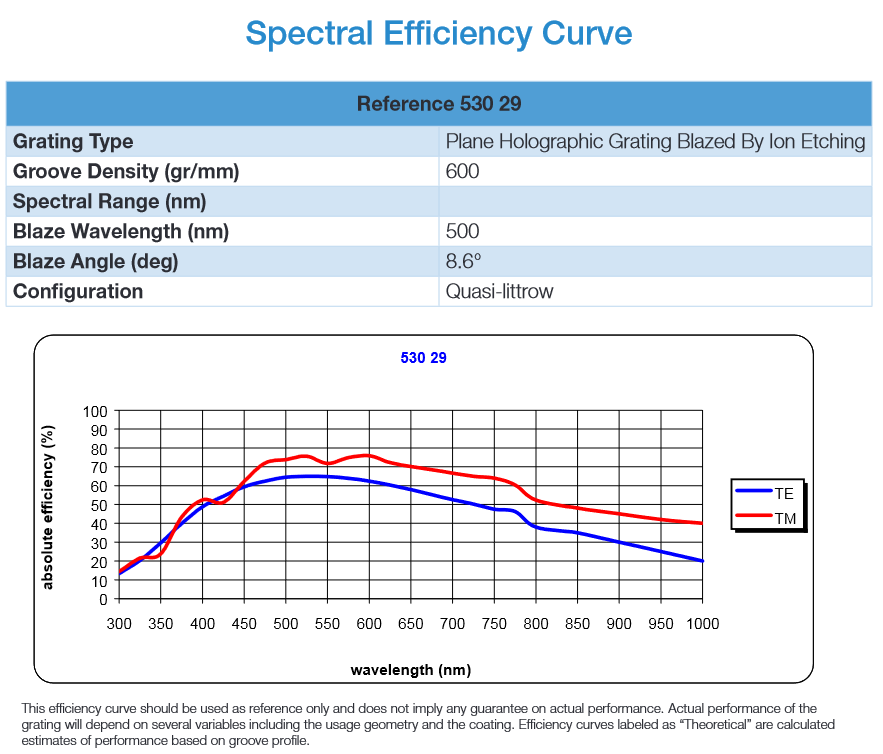 Spectral Efficiency Curve
Reference 530 29
Grating Type Plane Holographic Grating Blazed By Ion Etching
Groove Density (gr/mm) 600
Spectral Range (nm)
Blaze Wavelength (nm) 500
Blaze Angle (deg) 8.6º
Configuration Quasi-littrow
530 29
absolute efficiency (%)
100
90
80
70
60
50
40
30
20
10
0
300 350 400 450 500 550 600 650 700 750 800 850 900 950 1000
wavelength (nm)
TE
TM
This efficiency curve should be used as reference only and does not imply any guarantee on actual performance. Actual performance of the
grating will depend on several variables including the usage geometry and the coating. Efficiency curves labeled as “Theoretical” are calculated
estimates of performance based on groove profile.